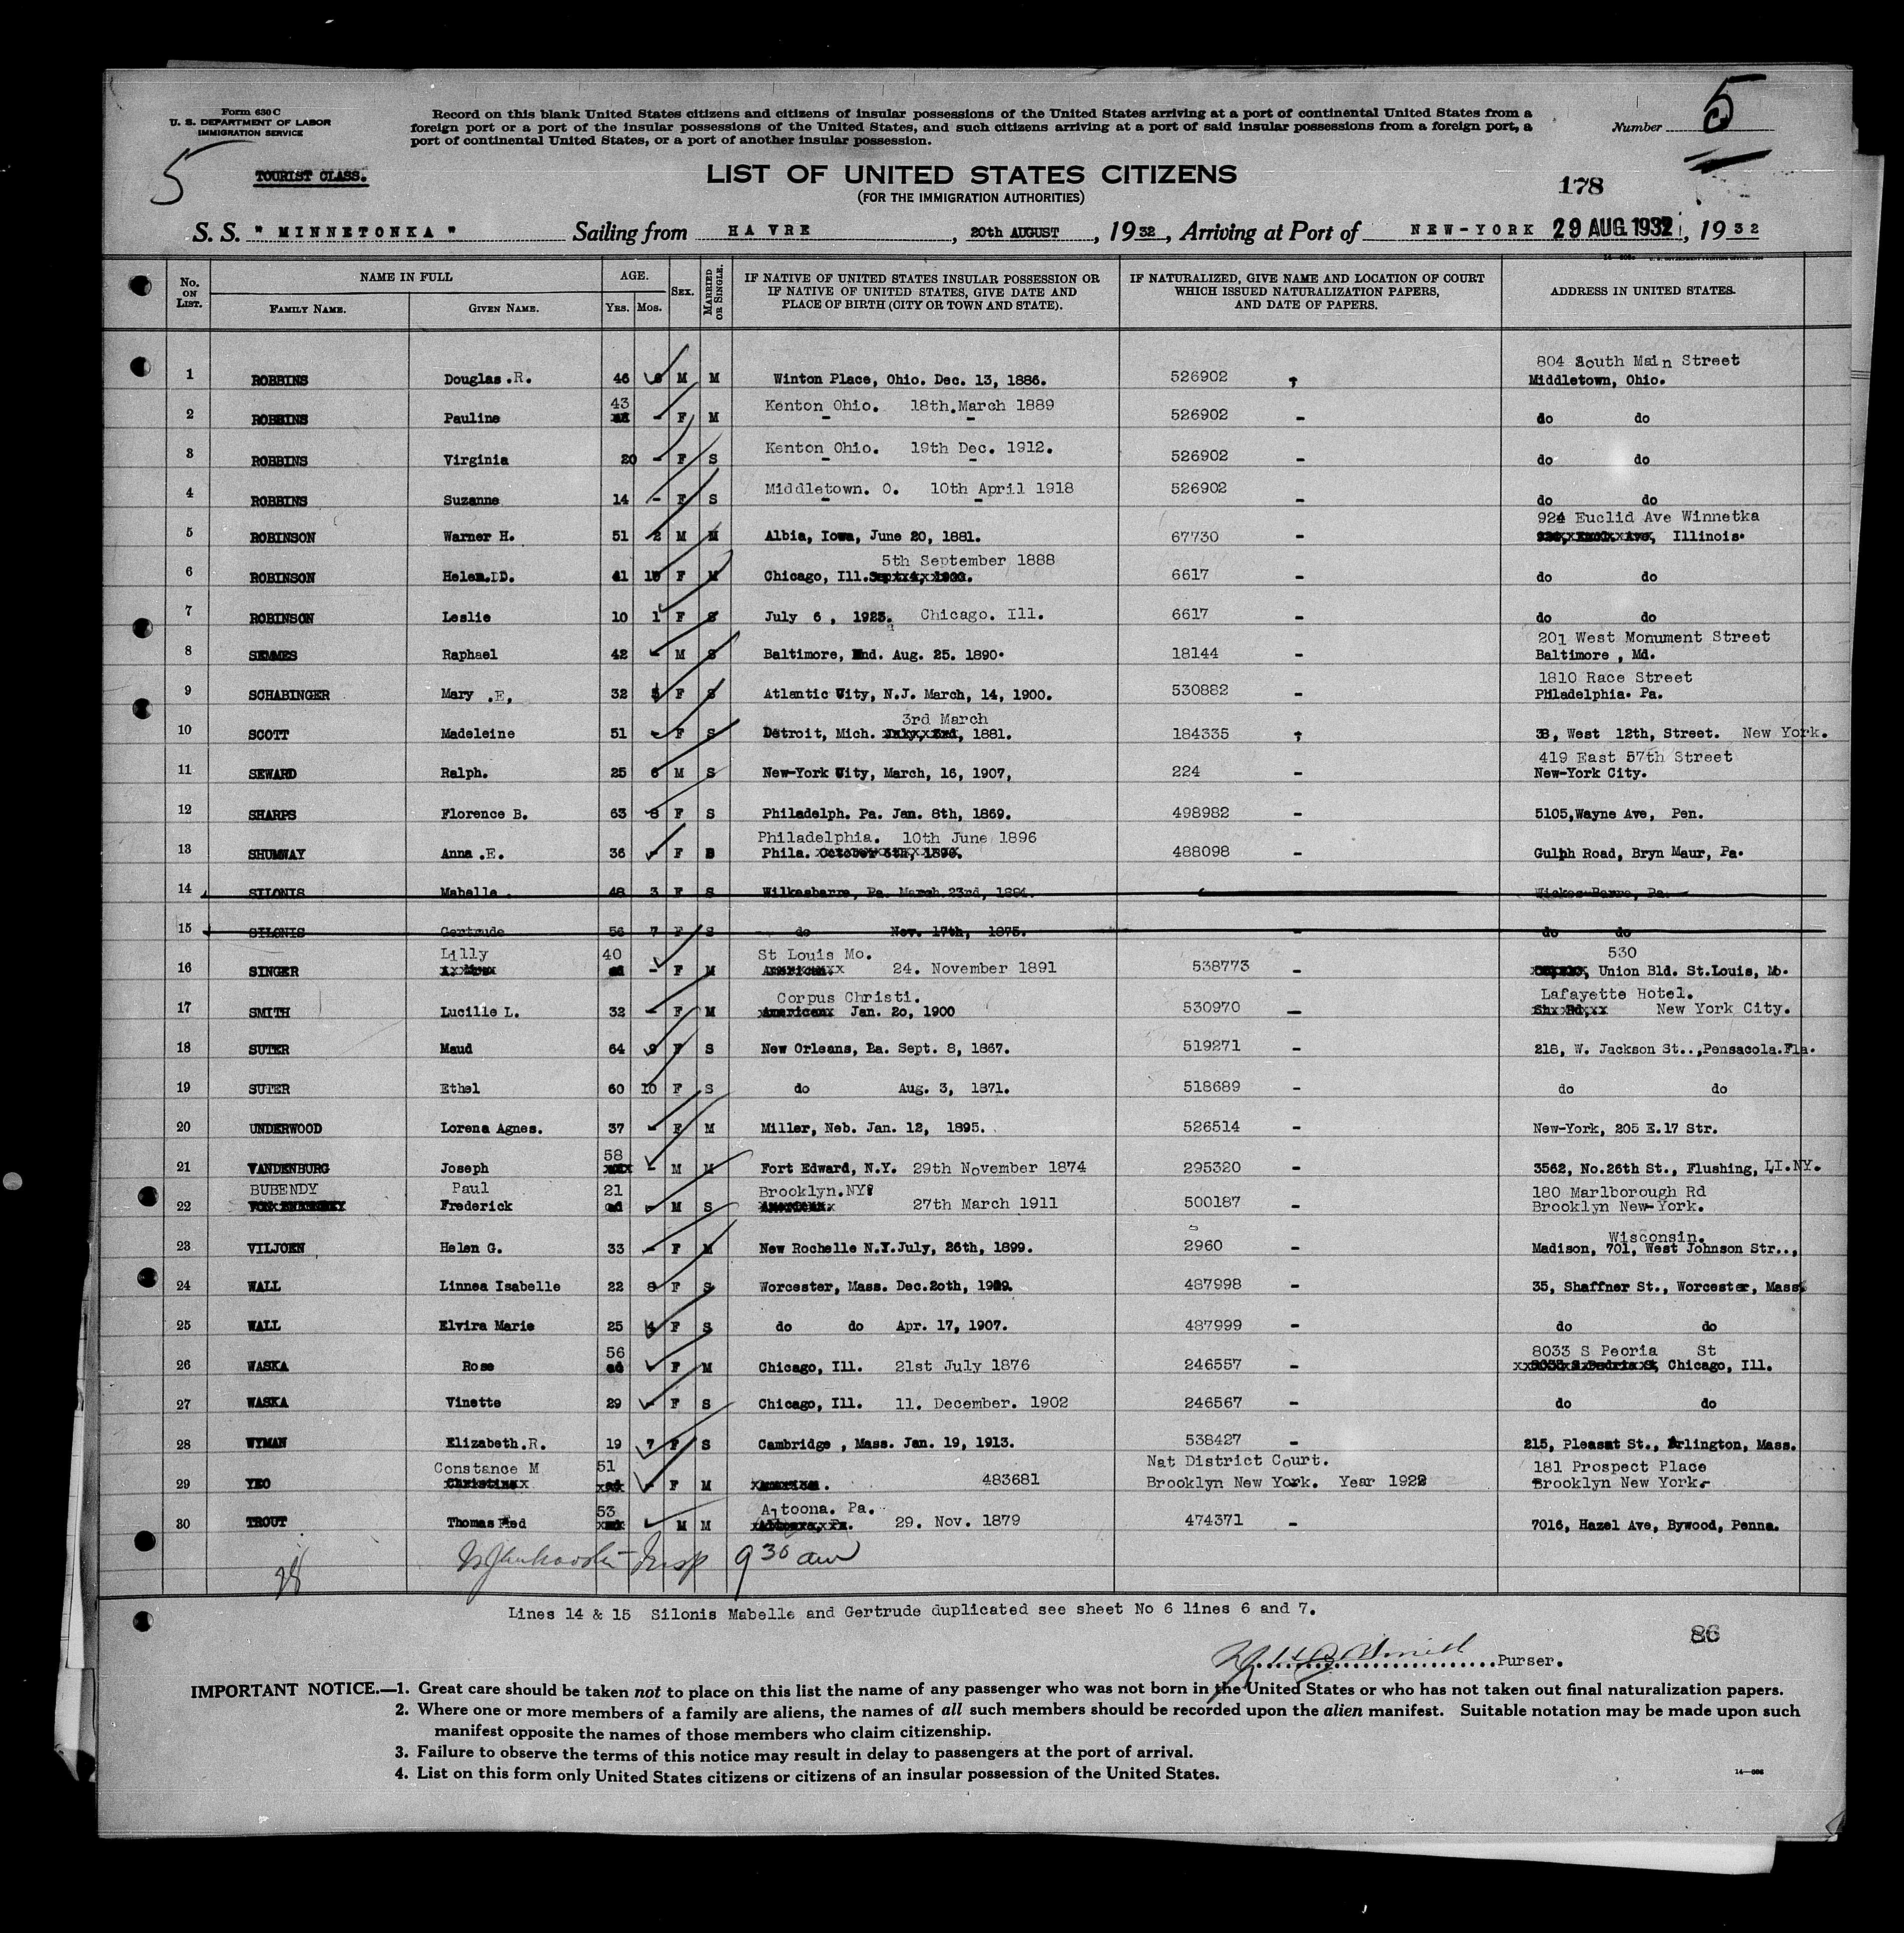 Form 630 C
U. S. DEPARTMENT OF LABOR
IMMIGRATION SERVICE
Record on this blank United States citizens and citizens of insular possessions of the United States arriving at a port of continental United States from a
foreign port or a port of the insular possessions of the United States, and such citizens arriving at a port of said insular possessions from a foreign port, a
port of continental United States, or a port of another insular possession.
Number 5
5
TOURIST CLASS.
LIST OF UNITED STATES CITIZENS
(FOR THE IMMIGRATION AUTHORITIES)
178
S. S. " MINNETONKA " Sailing from HAVRE , 20th AUGUST , 1932 , Arriving at Port of NEW-YORK 29 AUG. 1932 , 1932
No. ON LIST. NAME IN FULL AGE. SEX. MARRIED OR SINGLE. IF NATIVE OF UNITED STATES INSULAR POSSESSION OR IF NATIVE OF UNITED STATES, GIVE DATE AND PLACE OF BIRTH (CITY OR TOWN AND STATE). IF NATURALIZED, GIVE NAME AND LOCATION OF COURT WHICH ISSUED NATURALIZATION PAPERS, AND DATE OF PAPERS. ADDRESS IN UNITED STATES.
FAMILY NAME. GIVEN NAME. YRS. MOS.
804 South Main Street
1 ROBBINS Douglas .R. 46 M M Winton Place, Ohio. Dec. 13, 1886. 526902 Middletown, Ohio.
43 Kenton Ohio. 18th.March 1889
2 ROBBINS Pauline - F M 526902 - do do
Kenton Ohio. 19th Dec. 1912.
3 ROBBINS Virginia 20 - F S 526902 - do do
Middletown. O. 10th April 1918
4 ROBBINS Suzanne 14 - F S 526902 - do do
924 Euclid Ave Winnetka
5 ROBINSON Warner H. 51 2 M M Albia, Iowa, June 20, 1881. 67730 - Illinois.
5th September 1888
6 ROBINSON Helen. D. 41 F M Chicago, Ill. 6617 - do do
7 ROBINSON Leslie 10 1 F S July 6 , 1923. Chicago. Ill. 6617 - do do
201 West Monument Street
8 SEMMES Raphael 42 - M S Baltimore, Md. Aug. 25. 1890. 18144 - Baltimore , Md.
1810 Race Street
9 SCHABINGER Mary .E, 32 5 F S Atlantic City, N.J. March, 14, 1900. 530882 - Philadelphia. Pa.
3rd March
10 SCOTT Madeleine 51 - F S Detroit, Mich. 1881. 184335 West 12th, Street. New York.
419 East 57th Street
11 SEWARD Ralph. 25 6 M S New-York City, March, 16, 1907, 224 - New-York City.
12 SHARPS Florence B. 63 8 F S Philadelph. Pa. Jan. 8th, 1869. 498982 - 5105,Wayne Ave, Pen.
Philadelphia. 10th June 1896
13 SHUMWAY Anna .E. 36 - F Phila. October 1896. 488098 - Gulph Road, Bryn Maur, Pa.
14 SILONIS Mabelle . 48 3 F S Wilkesbarre, Pa. March 23rd, 1884. Wickes Barre, Pa.
15 SILONIS Gertrude 56 7 F S do Nov. 17th, 1875. - do do
Lilly 40 St Louis Mo. 530
16 SINGER - F M 24. November 1891 538773 - Union Bld. St.Louis, Mo.
Corpus Christi. Lafayette Hotel.
17 SMITH Lucille L. 32 - F M American Jan. 20, 1900 530970 - New York City.
18 SUTER Maud 64 9 F S New Orleans, La. Sept. 8, 1867. 519271 - 218, W. Jackson St..,Pensacola.Fla.
19 SUTER Ethel 60 10 F S do Aug. 3, 1871. 518689 - do do
20 UNDERWOOD Lorena Agnes. 37 - F M Miller, Neb. Jan. 12, 1895. 526514 - New-York, 205 E.17 Str.
58
21 VANDENBURG Joseph - M M Fort Edward, N.Y. 29th November 1874 295320 - 3562, No.26th St., Flushing, LI.NY.
BUBENDY Paul 21 Brooklyn.NY. 180 Marlborough Rd
22 Frederick - M S 27th March 1911 500187 - Brooklyn New-York.
Wisconsin.
23 VILJOEN Helen G. 33 - F M New Rochelle N.Y.July, 26th, 1899. 2960 - Madison, 701, West Johnson Str..,
24 WALL Linnea Isabelle 22 8 F S Worcester, Mass. Dec.20th, 1909. 487998 - 35, Shaffner St., Worcester, Mass.
25 WALL Elvira Marie 25 4 F S do do Apr. 17, 1907. 487999 - do do
56 8033 S Peoria St
26 WASKA Rose - F M Chicago, Ill. 21st July 1876 246557 - Chicago, Ill.
27 WASKA Vinette 29 - F S Chicago, Ill. 11. December. 1902 246567 - do do
28 WYMAN Elizabeth.R. 19 7 F S Cambridge , Mass. Jan. 19, 1913. 538427 - 215, Pleasant St., Arlington, Mass.
Constance M 51 Nat District Court. 181 Prospect Place
29 YEO Christina - F M American. 483681 Brooklyn New York. Year 1922 Brooklyn New York.
53 Altoona. Pa.
30 TROUT Thomas Fred M M 29. Nov. 1879 474371 - 7016, Hazel Ave, Bywood, Penna.
28 Insp 9 30 am
Lines 14 & 15 Silonis Mabelle and Gertrude duplicated see sheet No 6 lines 6 and 7.
86
Purser.
IMPORTANT NOTICE.—1. Great care should be taken not to place on this list the name of any passenger who was not born in the United States or who has not taken out final naturalization papers.
2. Where one or more members of a family are aliens, the names of all such members should be recorded upon the alien manifest. Suitable notation may be made upon such
manifest opposite the names of those members who claim citizenship.
3. Failure to observe the terms of this notice may result in delay to passengers at the port of arrival.
4. List on this form only United States citizens or citizens of an insular possession of the United States.